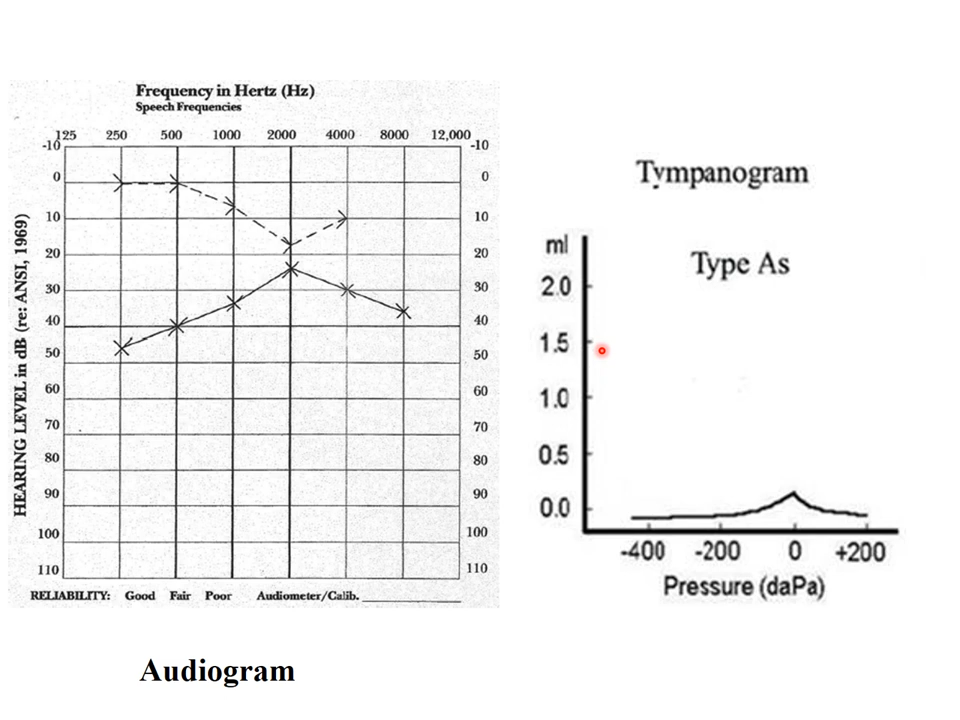 Frequency in Hertz (Hz)
Speech Frequencies
125 250 500 1000 2000 4000 8000 12,000
-10 -10
0 0
10 10
20 20
30 30
40 40
50 50
60 60
70 70
80 80
90 90
100 100
110 110
HEARING LEVEL in dB (re: ANSI, 1969)
RELIABILITY: Good Fair Poor Audiometer/Calib.
Audiogram
Tympanogram
Type As
ml
2.0
1.5
1.0
0.5
0.0
-400 -200 0 +200
Pressure (daPa)